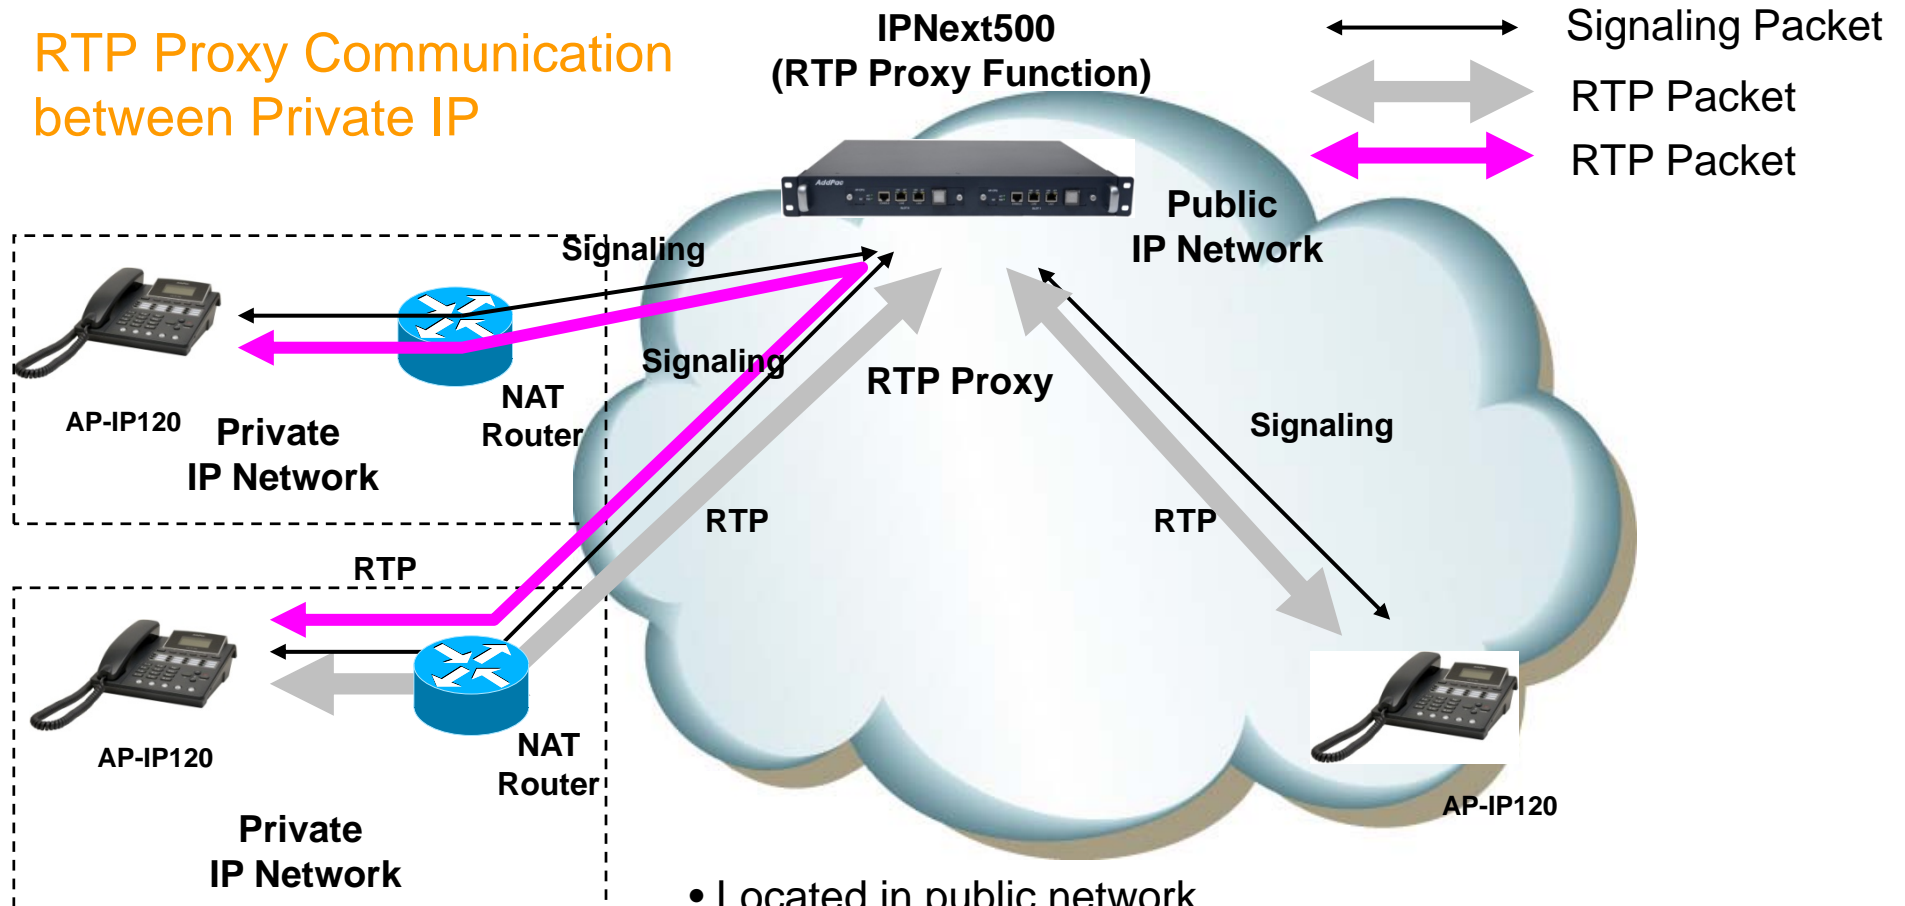 RTP Proxy Communication
between Private IP
IPNext500
(RTP Proxy Function)
Signaling Packet
RTP Packet
RTP Packet
AddPac
Public
IP Network
Signaling
Signaling
RTP Proxy
NAT
Router
AP-IP120
Private
IP Network
Signaling
RTP
RTP
RTP
AP-IP120
NAT
Router
Private
IP Network
AP-IP120
• Located in public network